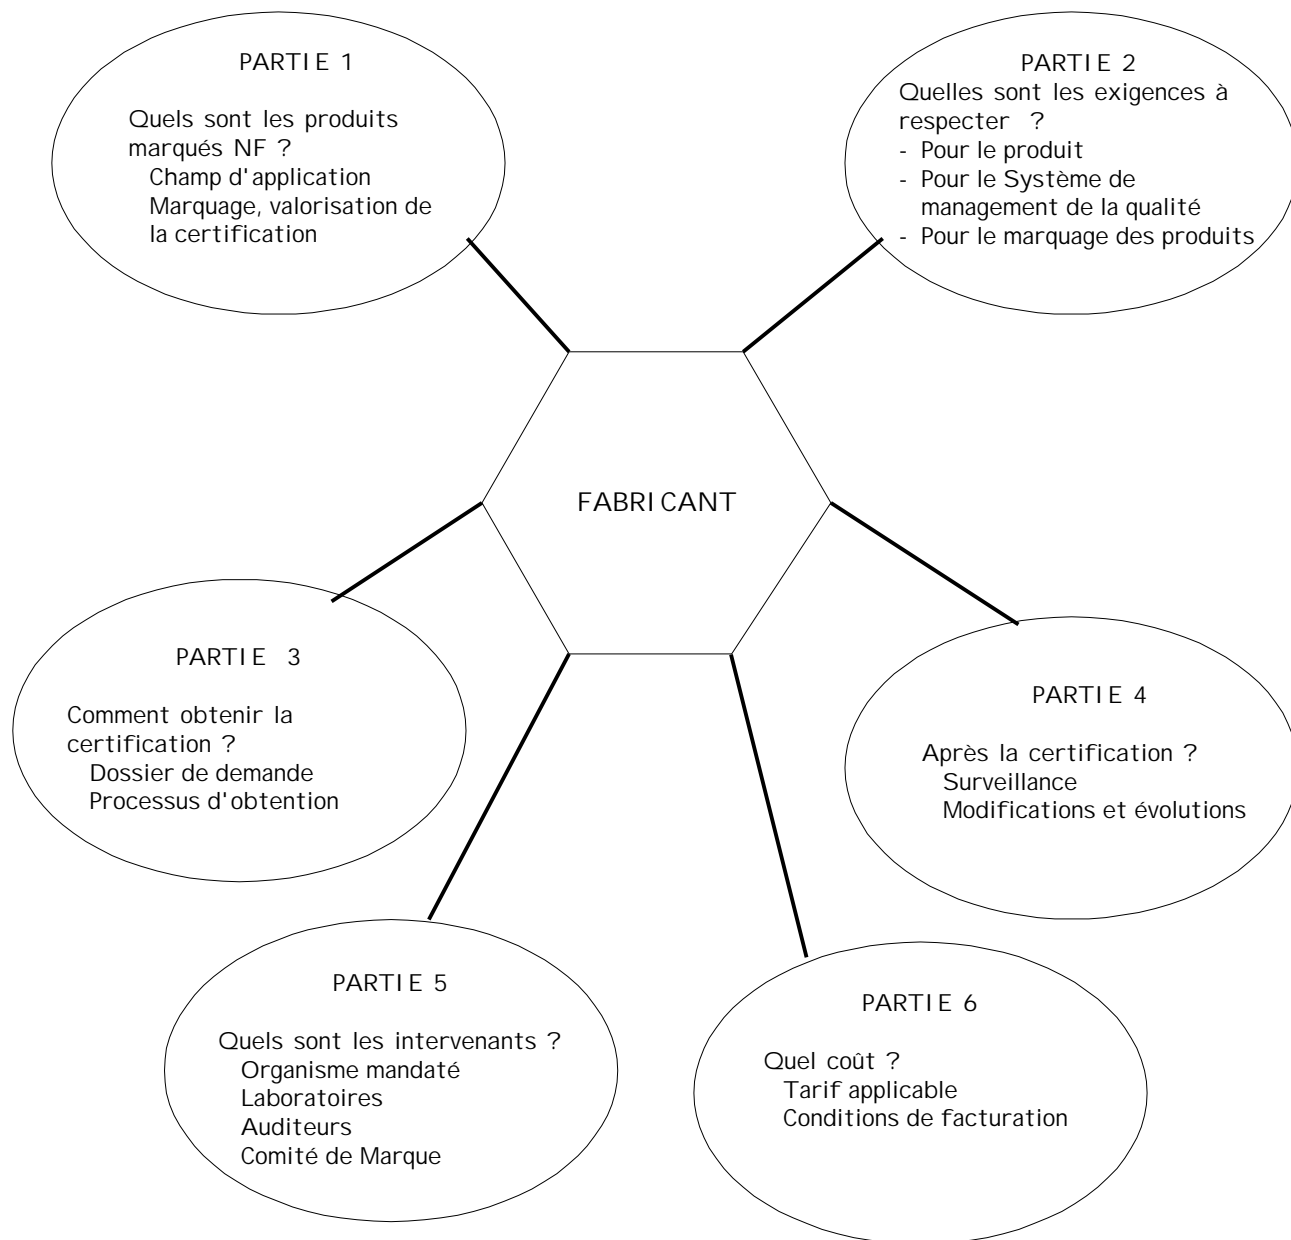 PARTIE 1
Quels sont les produits
marqués NF ?
Champ d'application
Marquage, valorisation de
la certification
PARTIE 2
Quelles sont les exigences à
respecter ?
- Pour le produit
- Pour le Système de
management de la qualité
- Pour le marquage des produits
FABRICANT
PARTIE 3
Comment obtenir la
certification ?
Dossier de demande
Processus d'obtention
PARTIE 4
Après la certification ?
Surveillance
Modifications et évolutions
PARTIE 5
Quels sont les intervenants ?
Organisme mandaté
Laboratoires
Auditeurs
Comité de Marque
PARTIE 6
Quel coût ?
Tarif applicable
Conditions de facturation